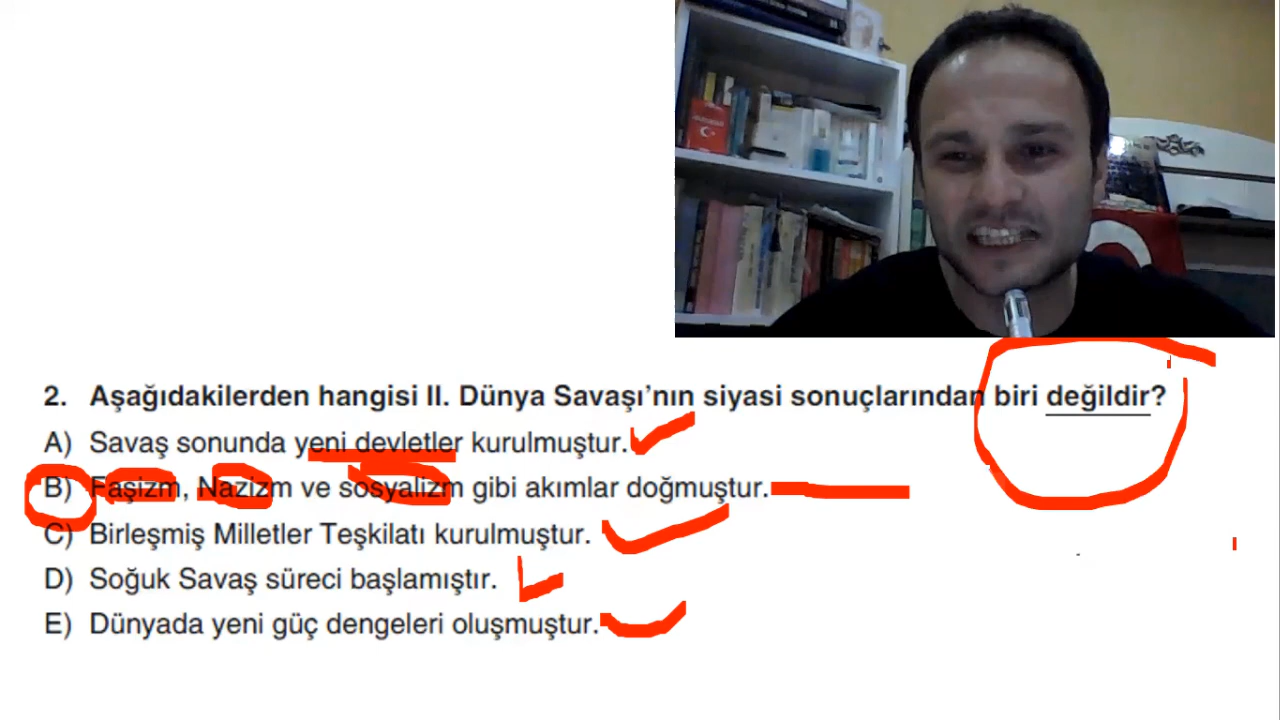 2. Aşağıdakilerden hangisi II. Dünya Savaşı’nın siyasi sonuçlarından biri değildir?
A) Savaş sonunda yeni devletler kurulmuştur.
B) Faşizm, Nazizm ve sosyalizm gibi akımlar doğmuştur.
C) Birleşmiş Milletler Teşkilatı kurulmuştur.
D) Soğuk Savaş süreci başlamıştır.
E) Dünyada yeni güç dengeleri oluşmuştur.